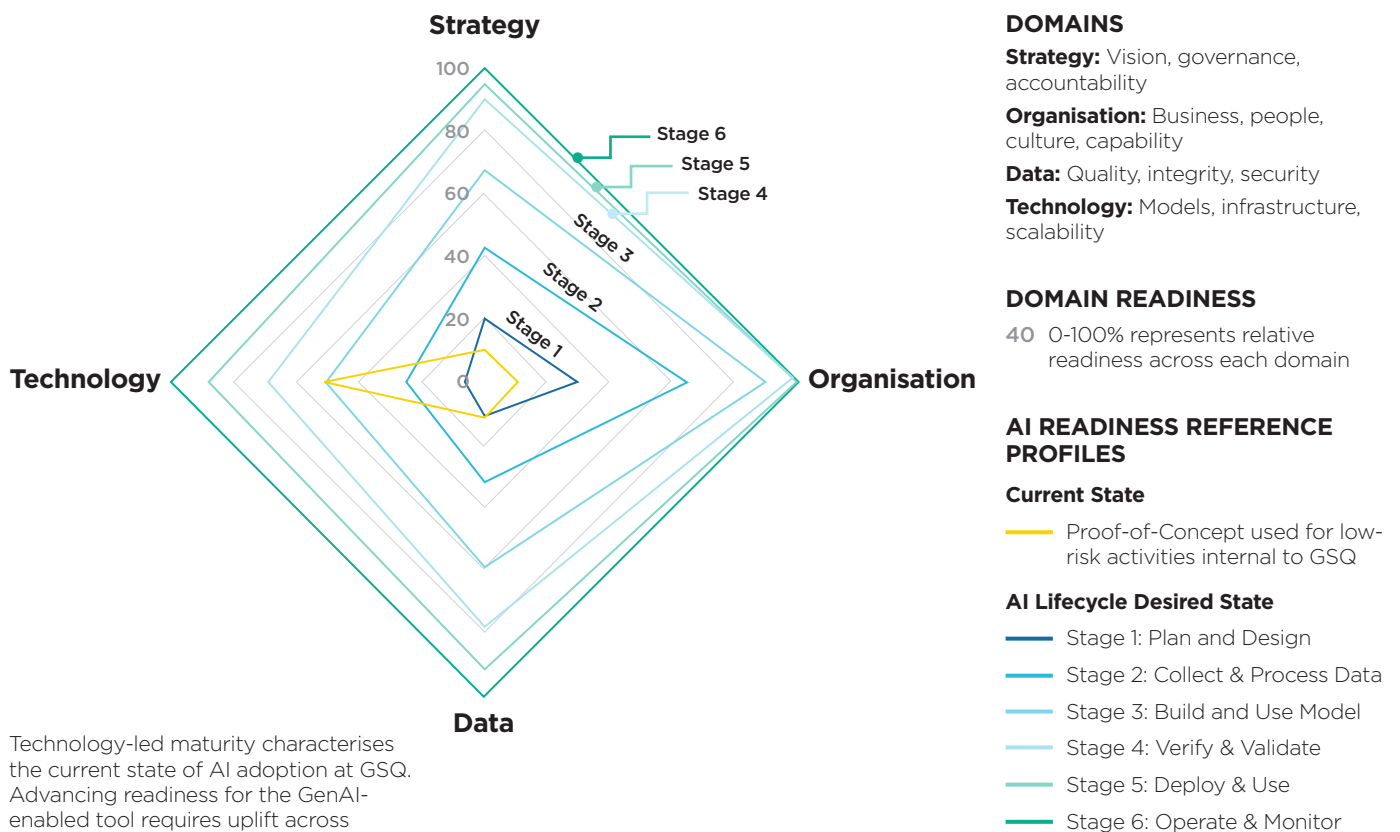 Strategy
100
80
60
40
20
0
Stage 6
Stage 5
Stage 4
Stage 3
Stage 2
Stage 1
Technology
Organisation
Data
Technology-led maturity characterises
the current state of AI adoption at GSQ.
Advancing readiness for the GenAI-
enabled tool requires uplift across
DOMAINS
Strategy: Vision, governance,
accountability
Organisation: Business, people,
culture, capability
Data: Quality, integrity, security
Technology: Models, infrastructure,
scalability
DOMAIN READINESS
40 0-100% represents relative
readiness across each domain
AI READINESS REFERENCE
PROFILES
Current State
Proof-of-Concept used for low-
risk activities internal to GSQ
AI Lifecycle Desired State
Stage 1: Plan and Design
Stage 2: Collect & Process Data
Stage 3: Build and Use Model
Stage 4: Verify & Validate
Stage 5: Deploy & Use
Stage 6: Operate & Monitor